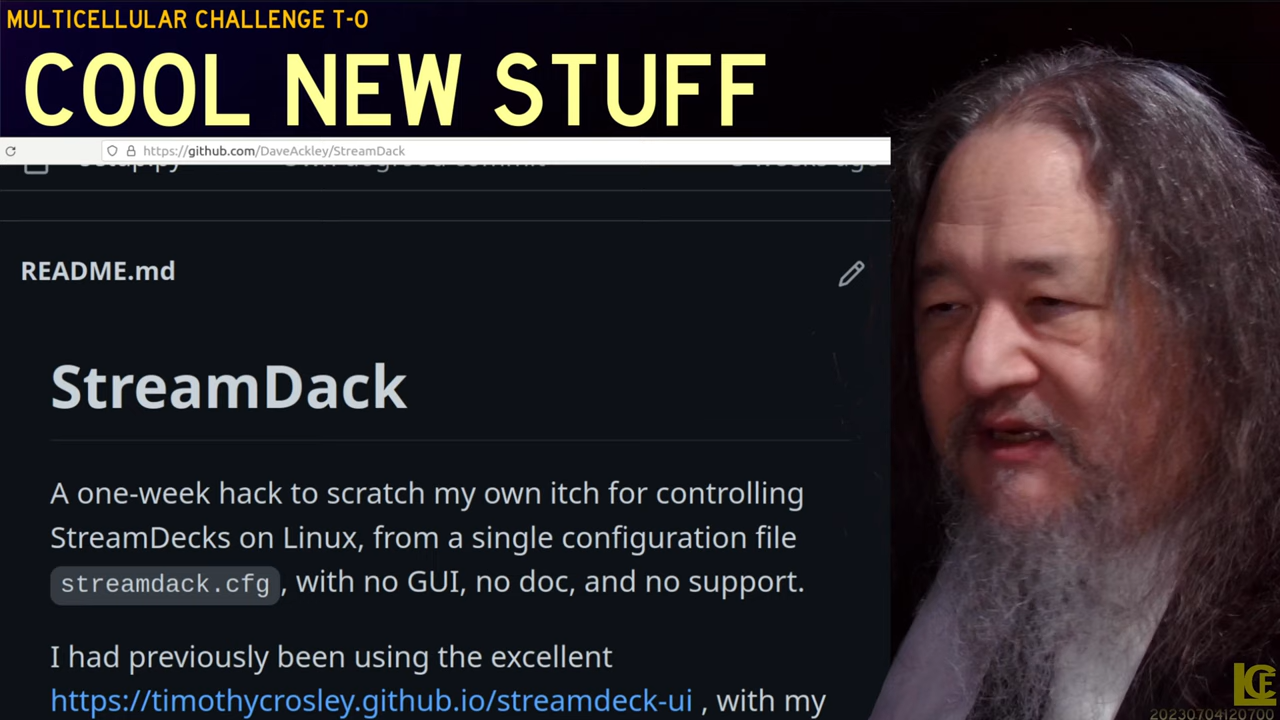 MULTICELLULAR CHALLENGE T-0
COOL NEW STUFF
https://github.com/DaveAckley/StreamDack
README.md
StreamDack
A one-week hack to scratch my own itch for controlling
StreamDecks on Linux, from a single configuration file
streamdack.cfg, with no GUI, no doc, and no support.
I had previously been using the excellent
https://timothycrosley.github.io/streamdeck-ui , with my
20230704120700